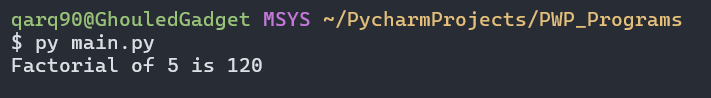 qarq90@GhouledGadget MSYS ~/PycharmProjects/PWP_Programs
$ py main.py
Factorial of 5 is 120